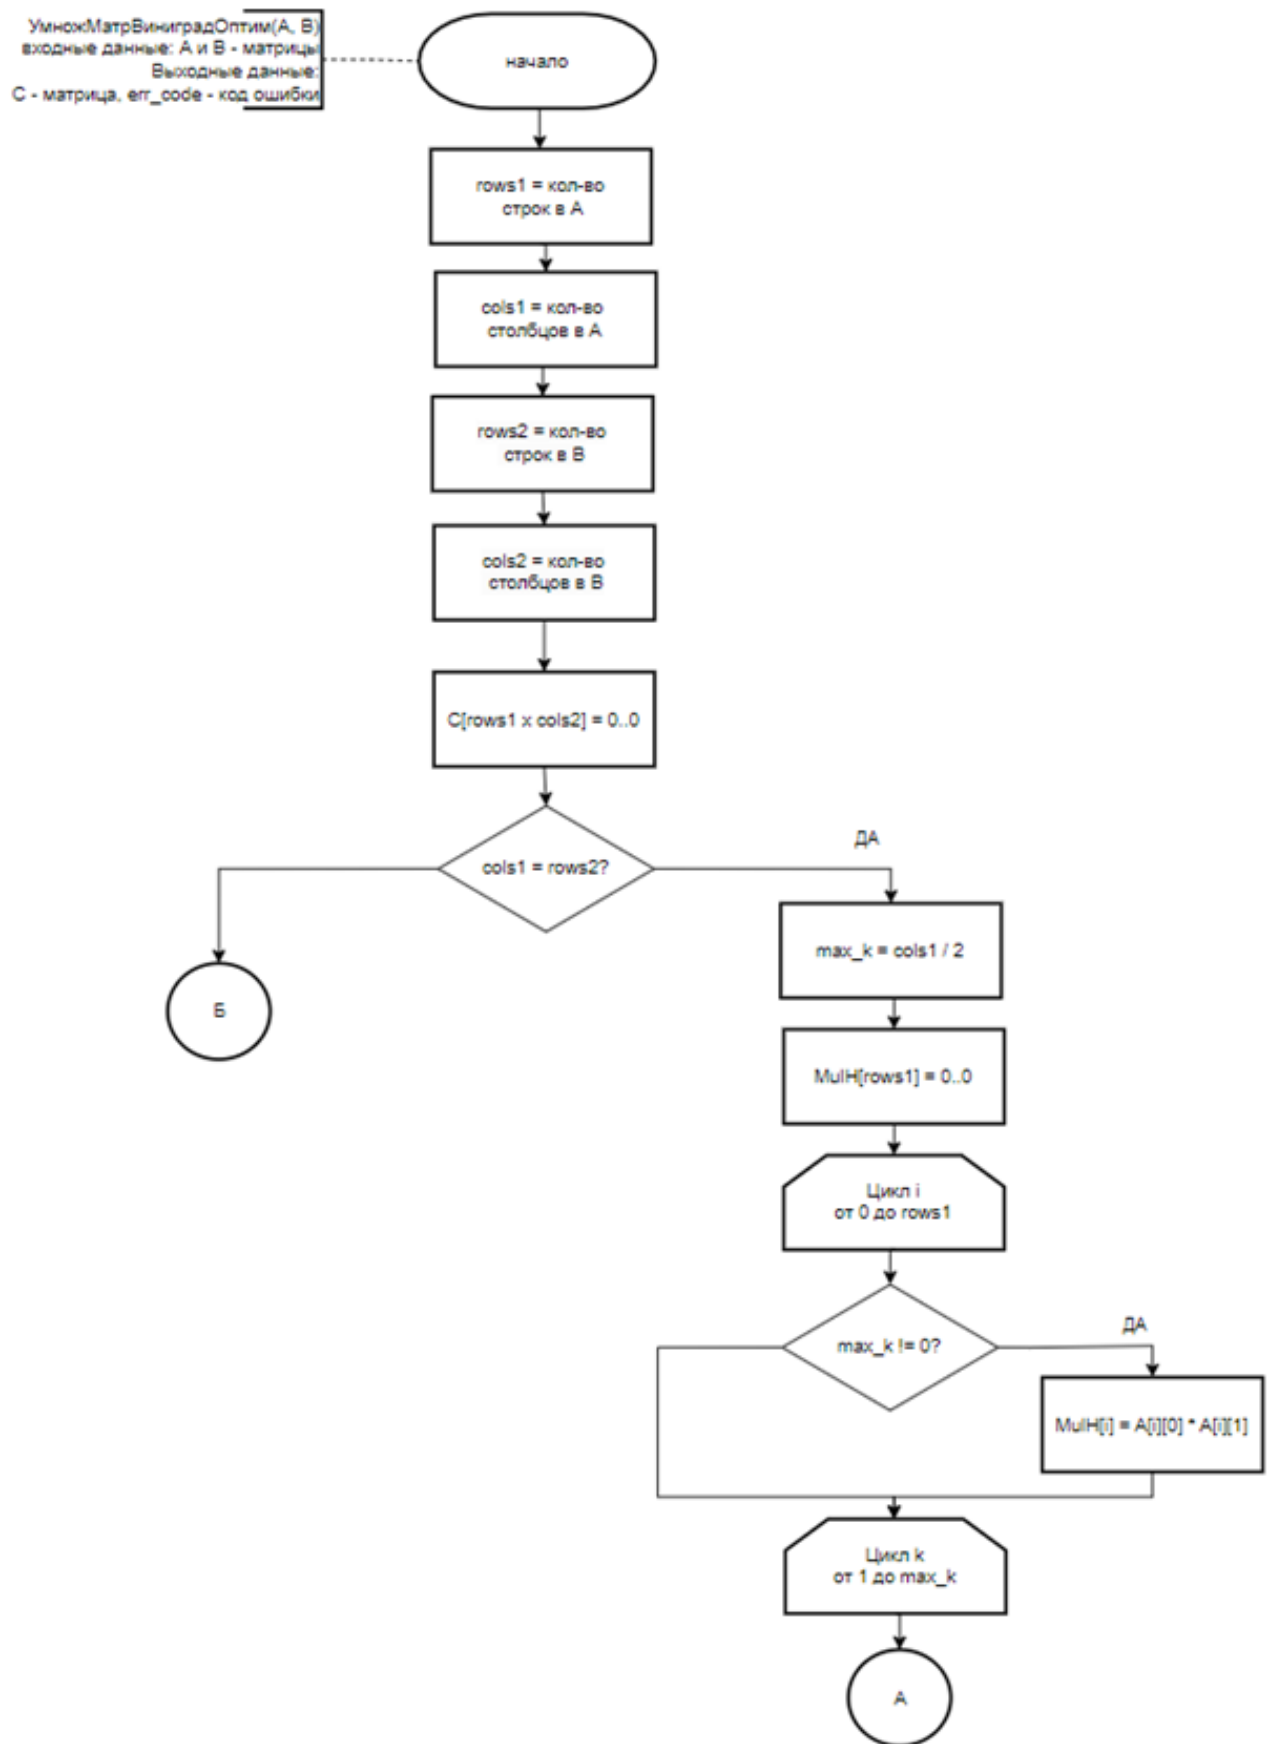 УмножМатрВиниградОптим(А, В)
входные данные: А и В - матрицы
Выходные данные:
С - матрица, err_code - код ошибки
начало
rows1 = кол-во
строк в А
cols1 = кол-во
столбцов в А
rows2 = кол-во
строк в В
cols2 = кол-во
столбцов в В
C[rows1 x cols2] = 0..0
cols1 = rows2?
ДА
max_k = cols1 / 2
Б
MulH[rows1] = 0..0
Цикл i
от 0 до rows1
max_k != 0?
ДА
MulH[i] = A[i][0] * A[i][1]
Цикл k
от 1 до max_k
А